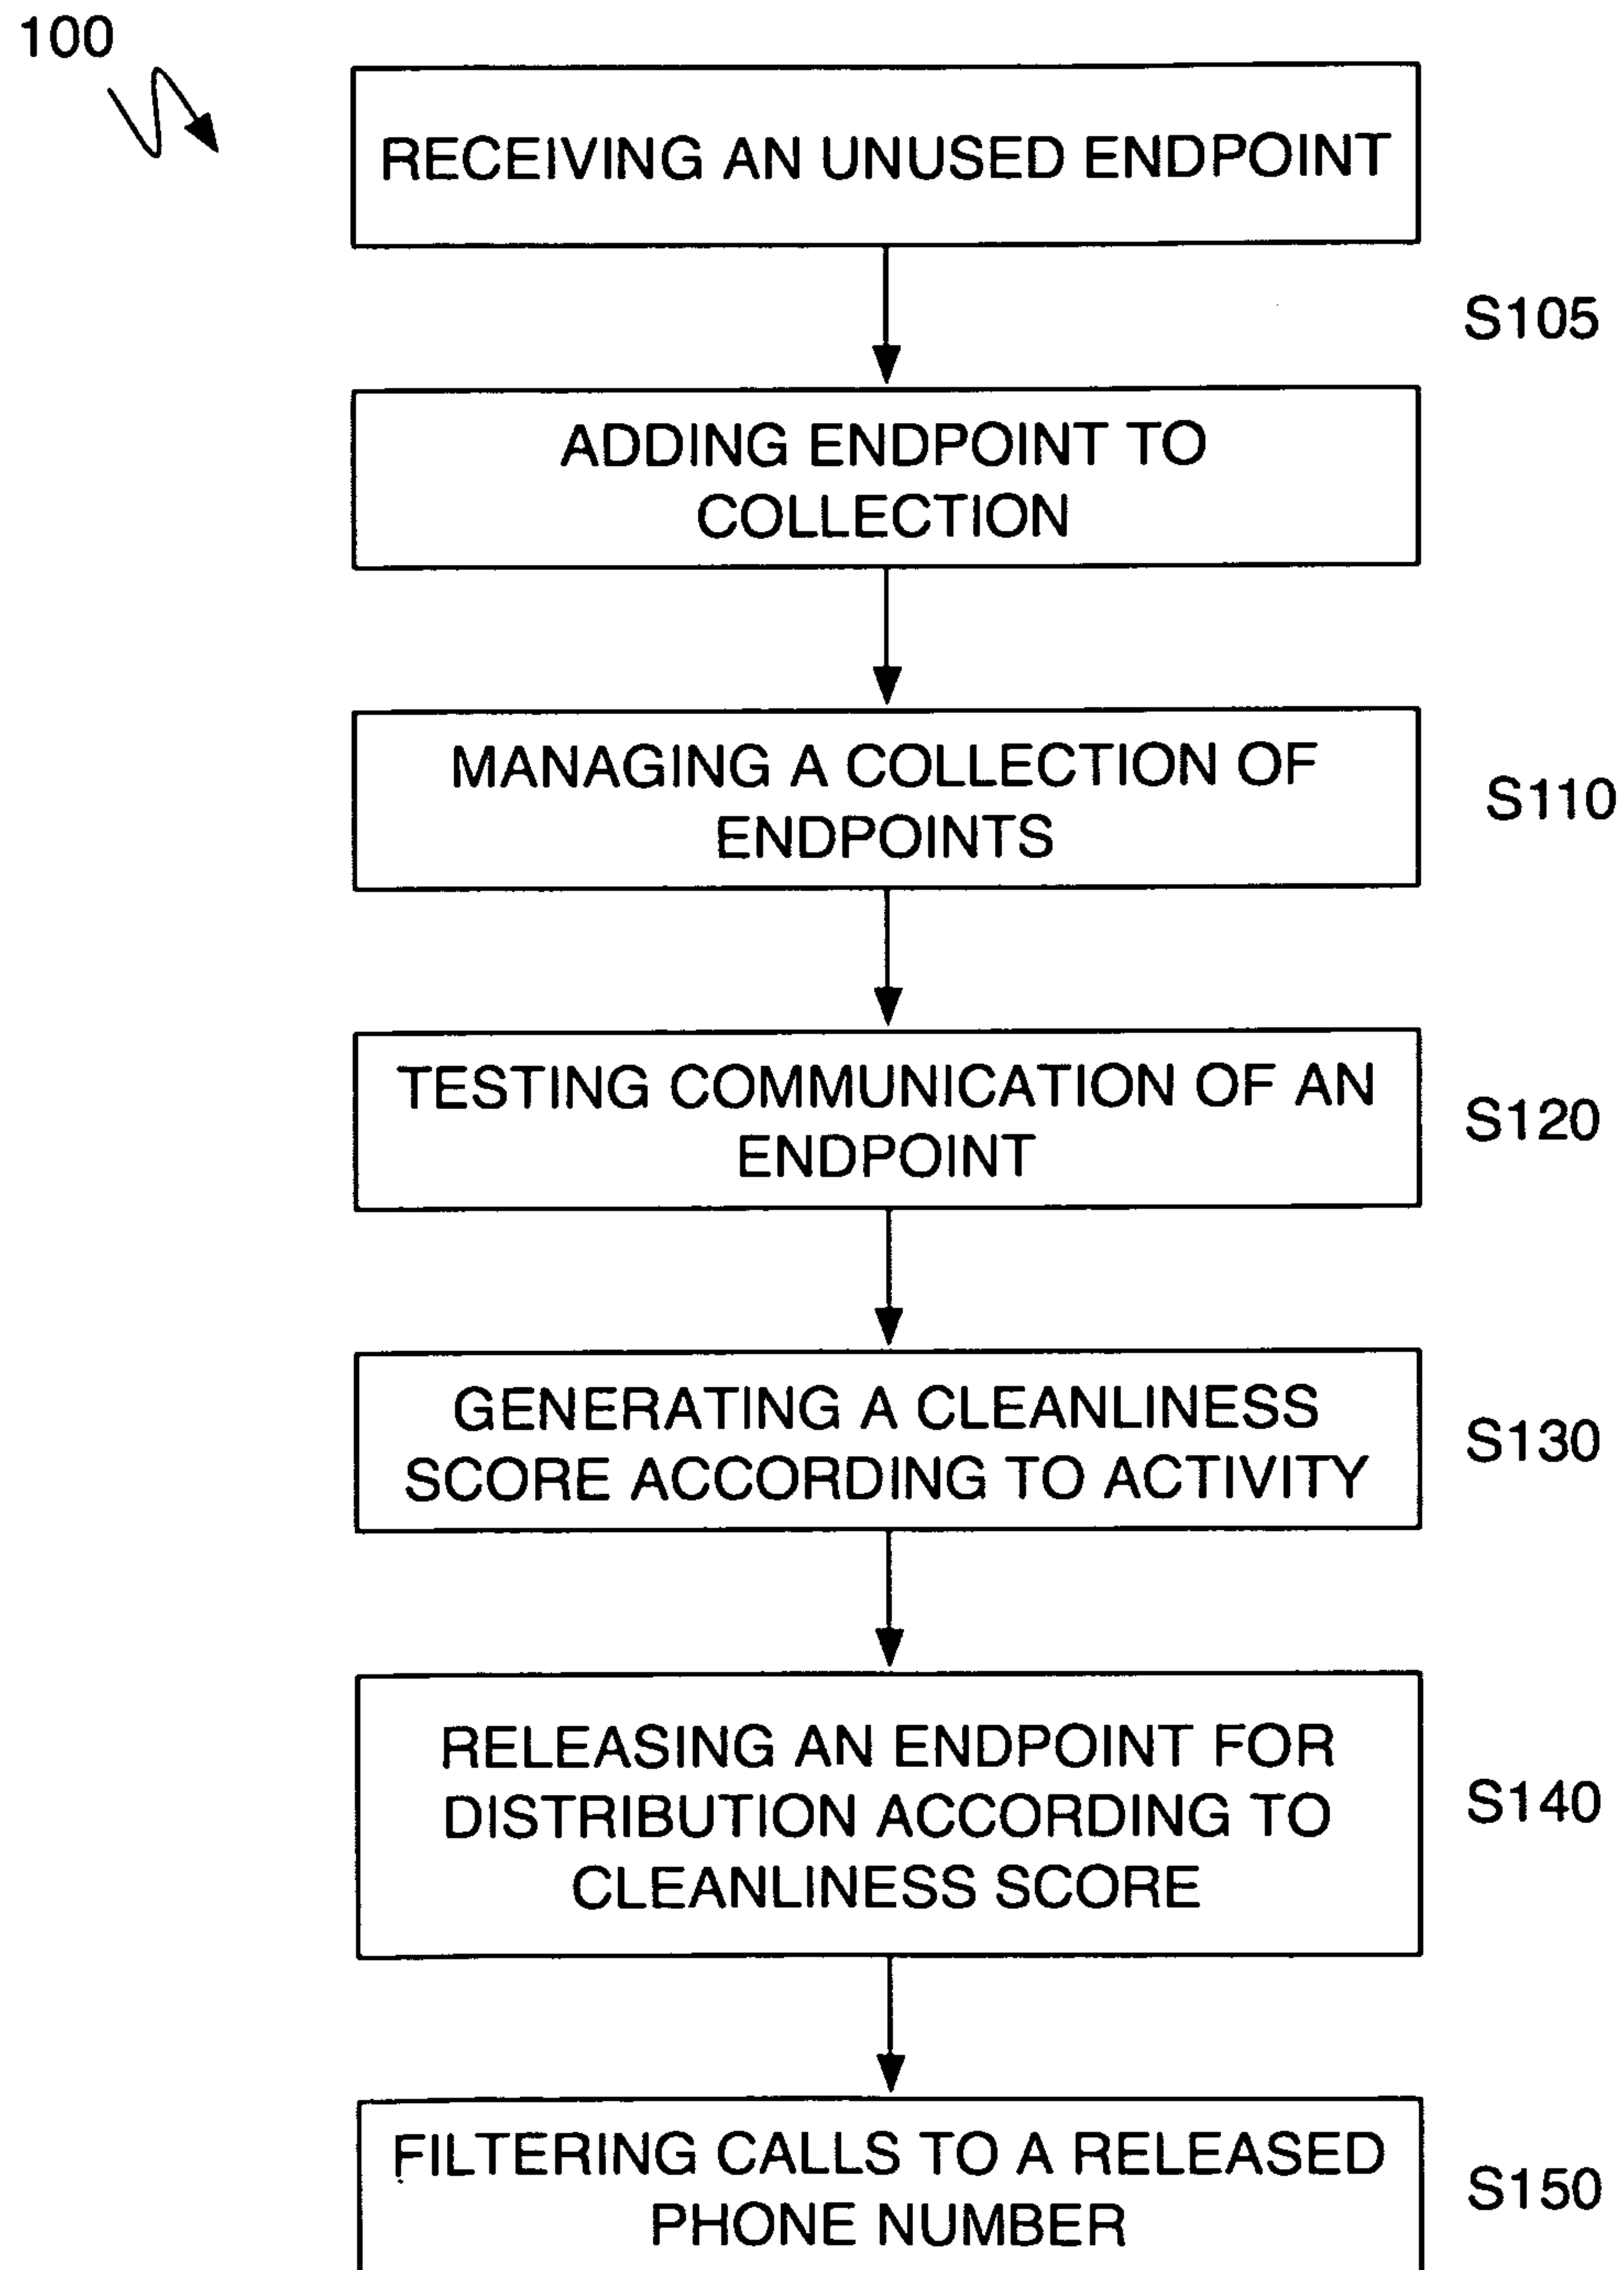 100
RECEIVING AN UNUSED ENDPOINT
S105
ADDING ENDPOINT TO
COLLECTION
MANAGING A COLLECTION OF
ENDPOINTS
S110
TESTING COMMUNICATION OF AN
ENDPOINT
S120
GENERATING A CLEANLINESS
SCORE ACCORDING TO ACTIVITY
S130
RELEASING AN ENDPOINT FOR
DISTRIBUTION ACCORDING TO
CLEANLINESS SCORE
S140
FILTERING CALLS TO A RELEASED
PHONE NUMBER
S150